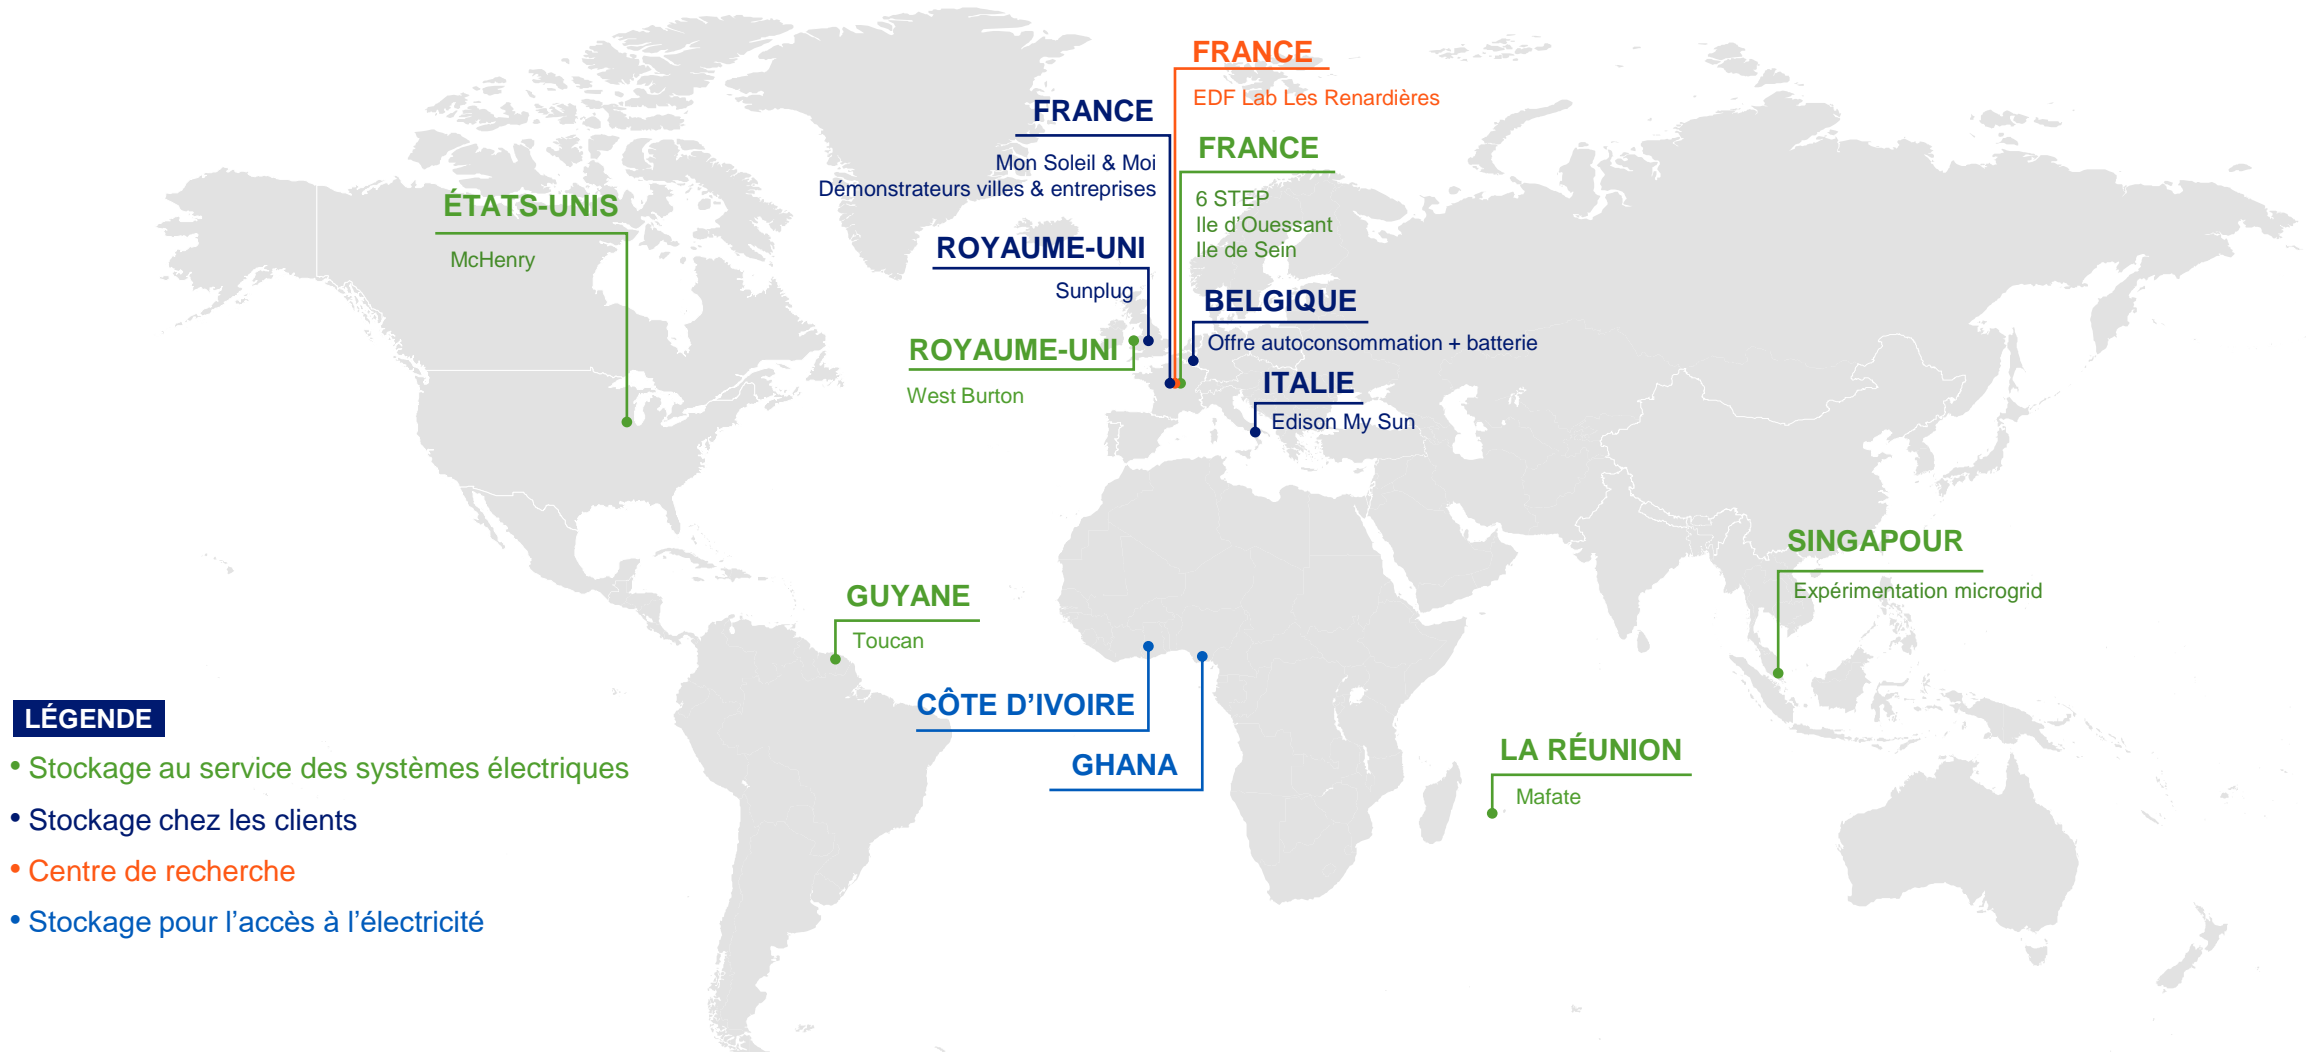 FRANCE
EDF Lab Les Renardières
FRANCE
Mon Soleil & Moi
Démonstrateurs villes & entreprises
FRANCE
6 STEP
Ile d’Ouessant
Ile de Sein
ÉTATS-UNIS
McHenry
ROYAUME-UNI
Sunplug
BELGIQUE
Offre autoconsommation + batterie
ROYAUME-UNI
West Burton
ITALIE
Edison My Sun
SINGAPOUR
Expérimentation microgrid
GUYANE
Toucan
CÔTE D’IVOIRE
GHANA
LA RÉUNION
Mafate
LÉGENDE
• Stockage au service des systèmes électriques
• Stockage chez les clients
• Centre de recherche
• Stockage pour l’accès à l’électricité